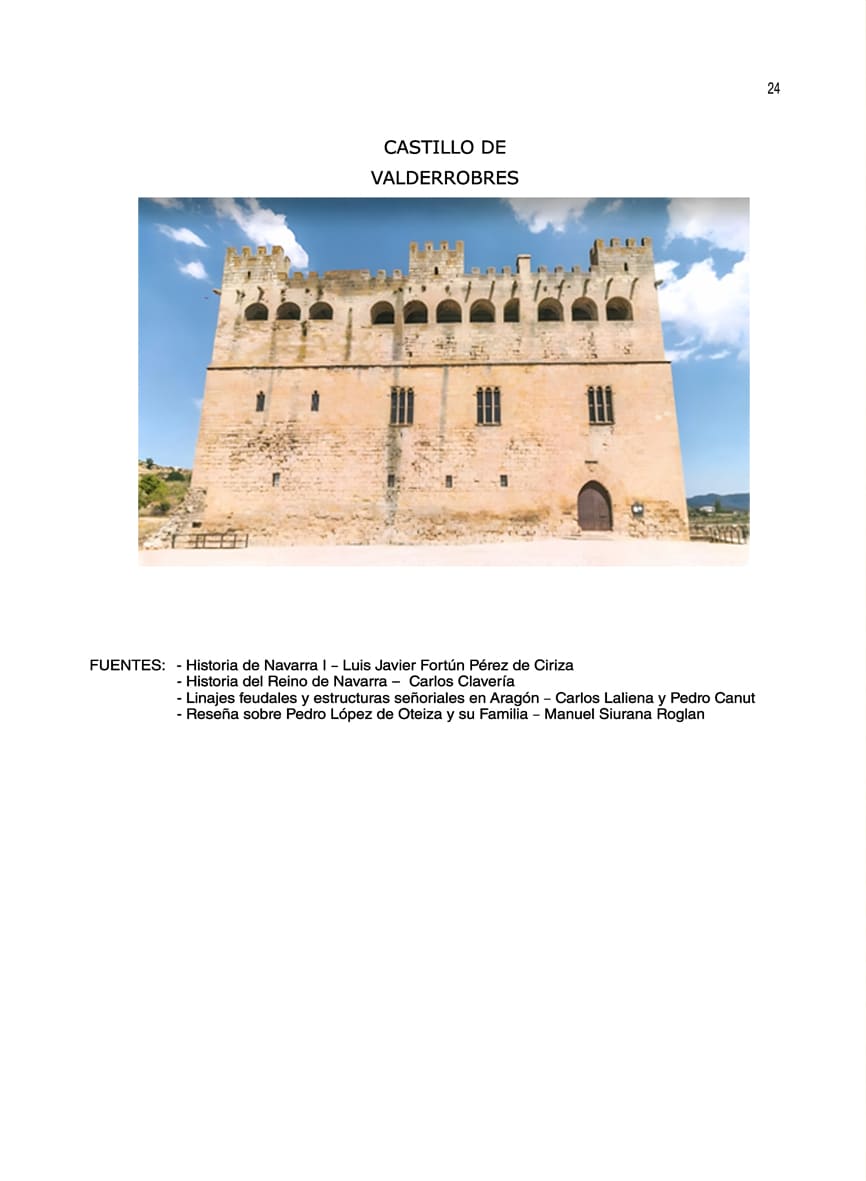 24
CASTILLO DE
VALDERROBRES
FUENTES: - Historia de Navarra I – Luis Javier Fortún Pérez de Ciriza
- Historia del Reino de Navarra – Carlos Clavería
- Linajes feudales y estructuras señoriales en Aragón – Carlos Laliena y Pedro Canut
- Reseña sobre Pedro López de Oteiza y su Familia – Manuel Siurana Roglan